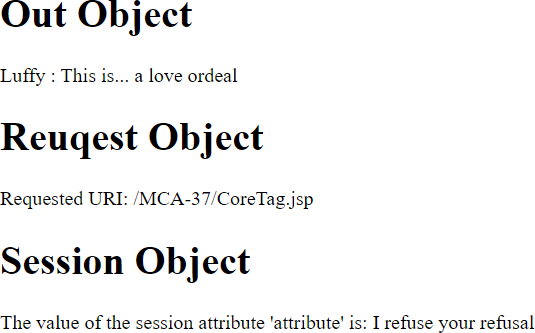 Out Object
Luffy : This is... a love ordeal
Reuqest Object
Requested URI: /MCA-37/CoreTag.jsp
Session Object
The value of the session attribute 'attribute' is: I refuse your refusal